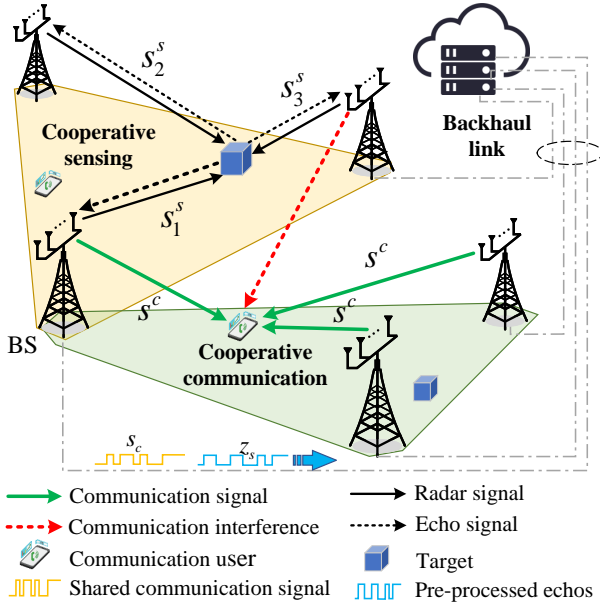 s_2^s
s_3^s
Backhaul
link
Cooperative
sensing
s_1^s
s^c
s^c
s^c
BS
Cooperative
communication
s_c
z_s
Communication signal
Radar signal
Communication interference
Echo signal
Communication user
Target
Shared communication signal
Pre-processed echos